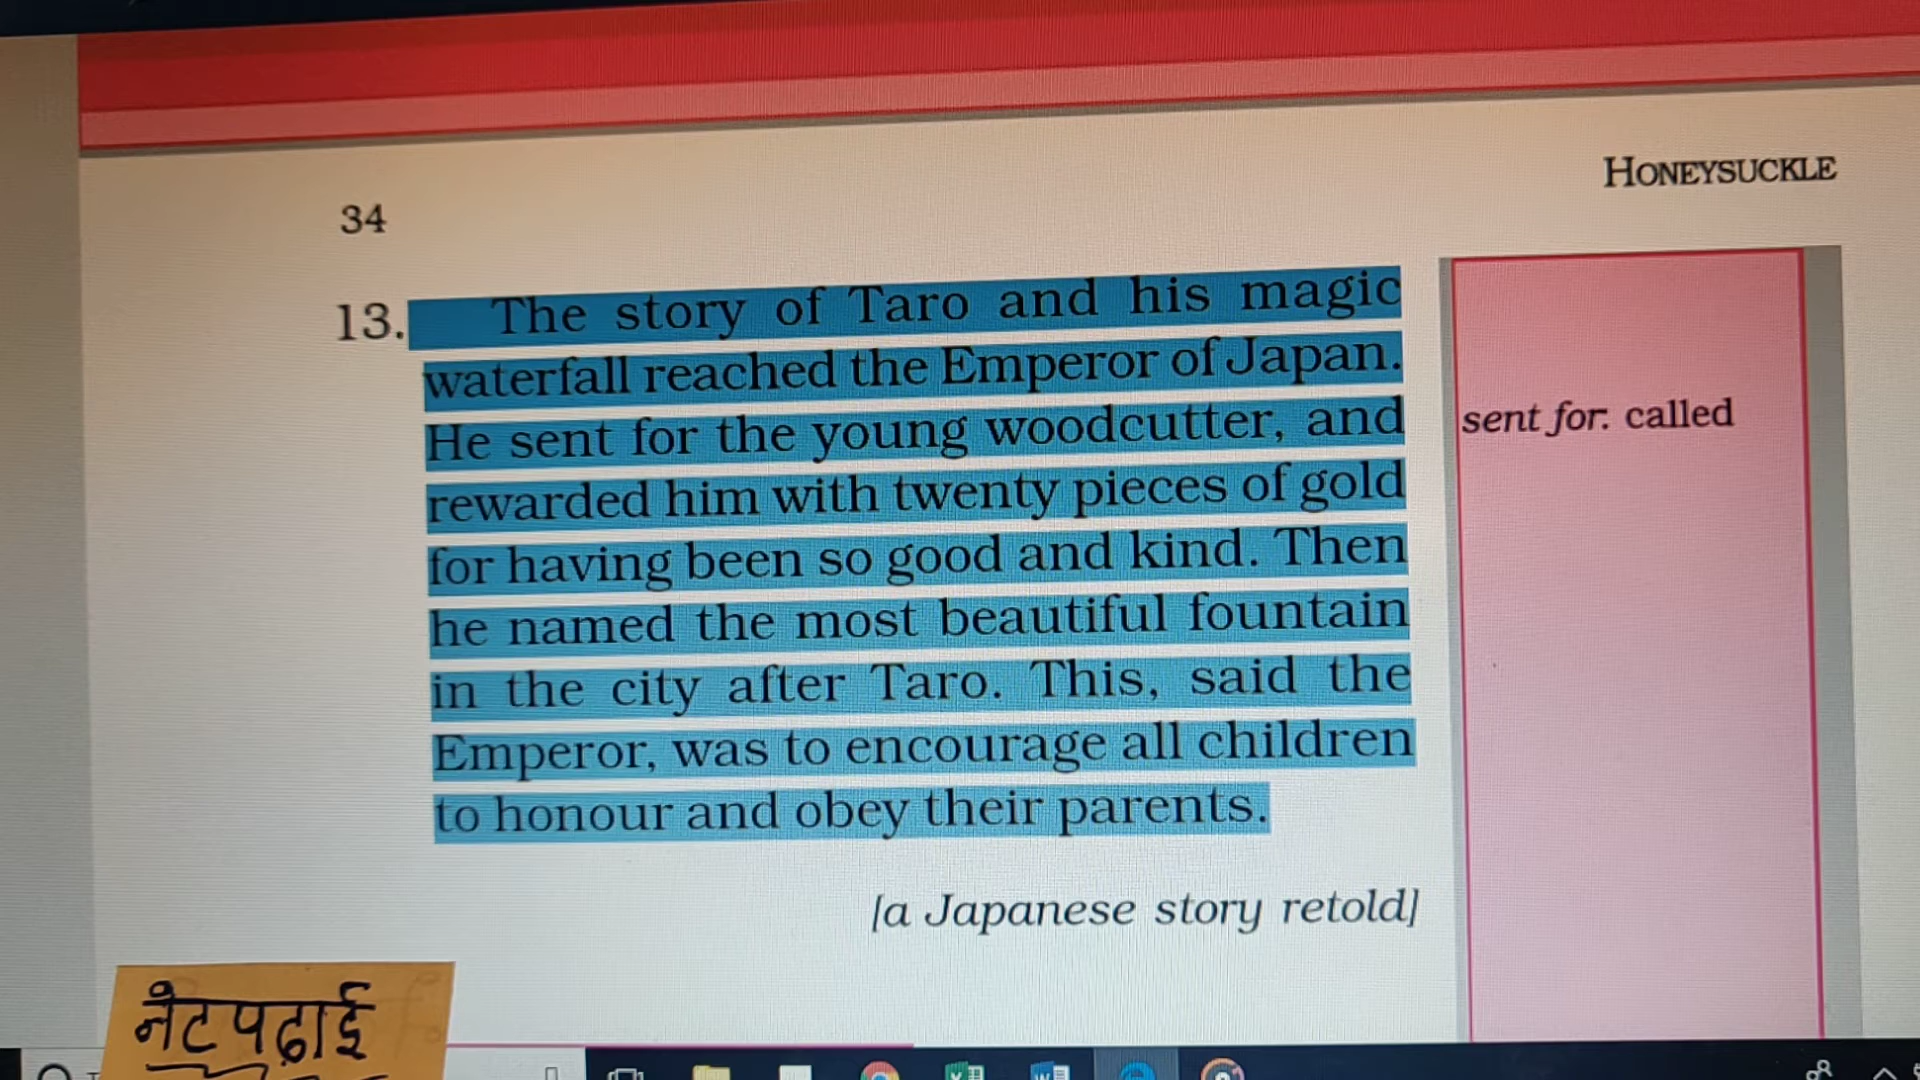 HONEYSUCKLE
34
13. The story of Taro and his magic
waterfall reached the Emperor of Japan.
He sent for the young woodcutter, and
rewarded him with twenty pieces of gold
for having been so good and kind. Then
he named the most beautiful fountain
in the city after Taro. This, said the
Emperor, was to encourage all children
to honour and obey their parents.
[a Japanese story retold]
sent for: called
नेटपढ़ाई